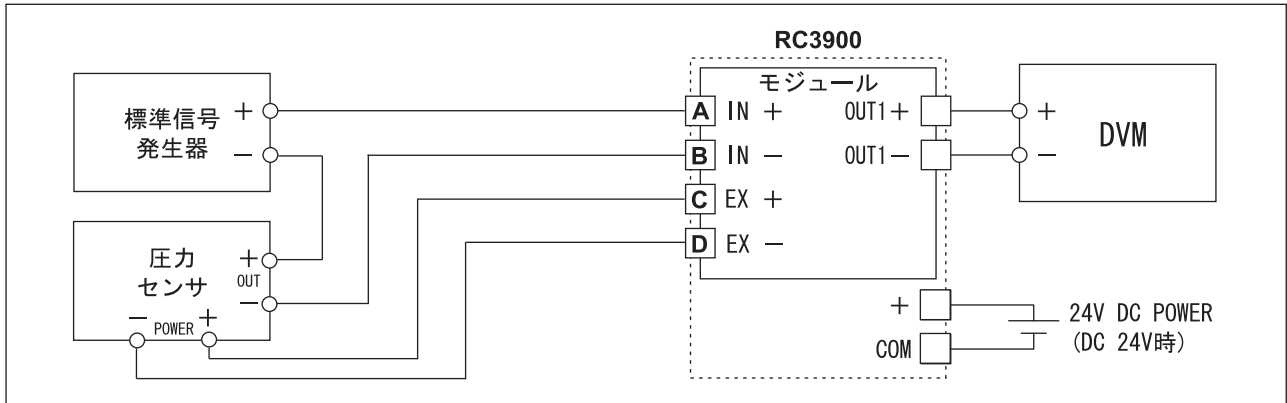 RC3900
モジュール
標準信号
発生器
+
−
A IN +
B IN −
C EX +
D EX −
OUT1+
OUT1−
+
−
DVM
圧力
センサ
+
OUT
−
− POWER +
+
COM
24V DC POWER
(DC 24V時)